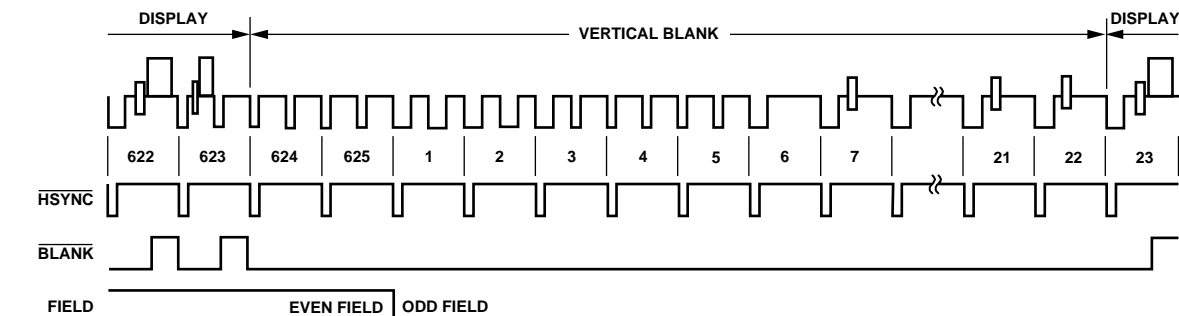 DISPLAY
VERTICAL BLANK
DISPLAY
622 623 624 625 1 2 3 4 5 6 7 21 22 23
HSYNC
BLANK
FIELD
EVEN FIELD ODD FIELD